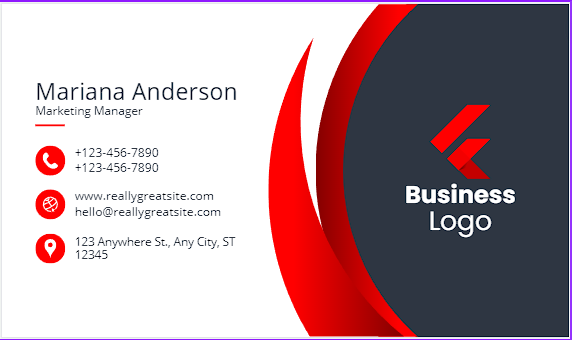 Mariana Anderson
Marketing Manager
+123-456-7890
+123-456-7890
www.reallygreatsite.com
hello@reallygreatsite.com
123 Anywhere St., Any City, ST
12345
Business
Logo